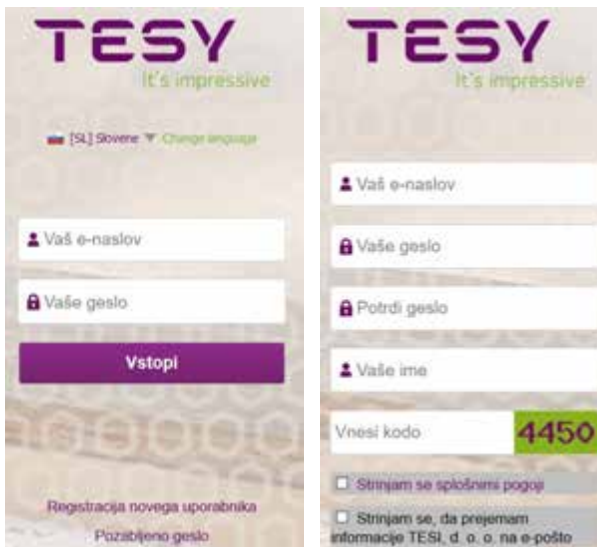 TESY
It's impressive
[SL] Slovene Change language
Vaš e-naslov
Vaše geslo
Vstopi
Registracija novega uporabnika
Pozabljeno geslo
TESY
It's impressive
Vaš e-naslov
Vaše geslo
Potrdi geslo
Vaše ime
Vnesi kodo 4450
Strinjam se splošnimi pogoji
Strinjam se, da prejemam
informacije TESI, d. o. o. na e-pošto